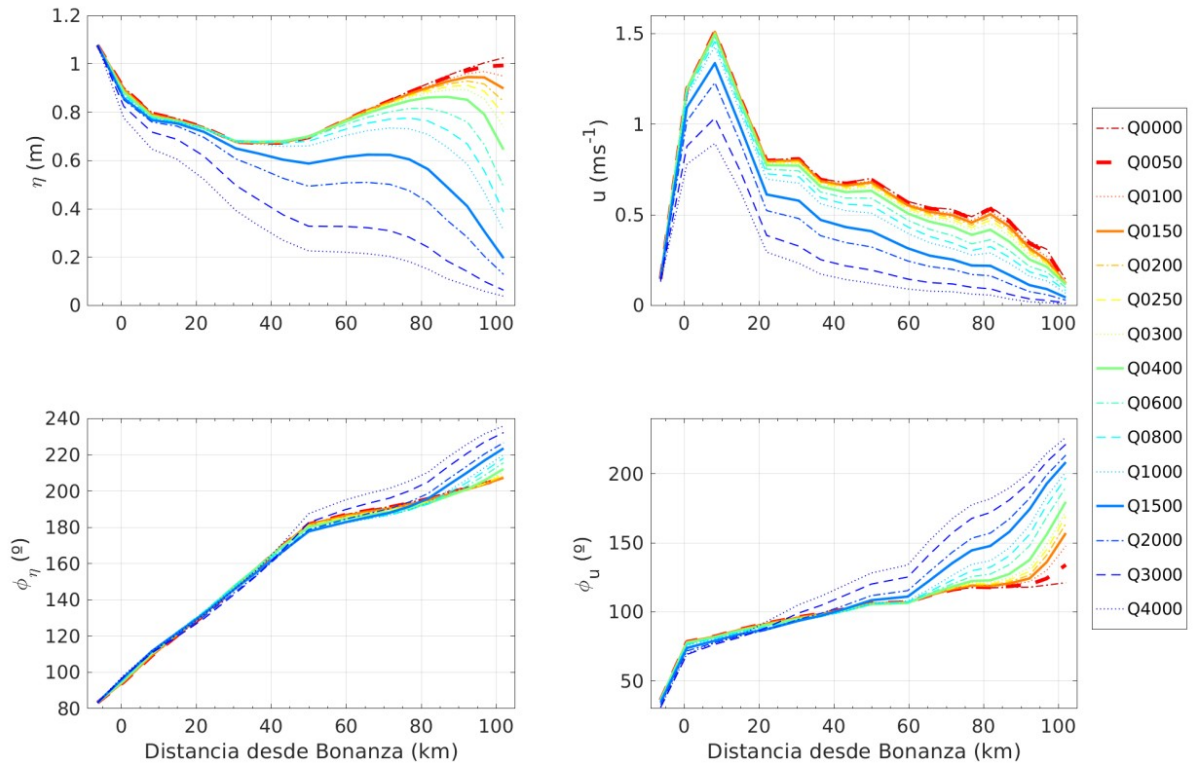 1.2
1
0.8
0.6
0.4
0.2
0
η (m)
0 20 40 60 80 100
1.5
1
0.5
0
u (ms⁻¹)
0 20 40 60 80 100
240
220
200
180
160
140
120
100
80
ϕη (º)
0 20 40 60 80 100
Distancia desde Bonanza (km)
200
150
100
50
ϕu (º)
0 20 40 60 80 100
Distancia desde Bonanza (km)
Q0000
Q0050
Q0100
Q0150
Q0200
Q0250
Q0300
Q0400
Q0600
Q0800
Q1000
Q1500
Q2000
Q3000
Q4000